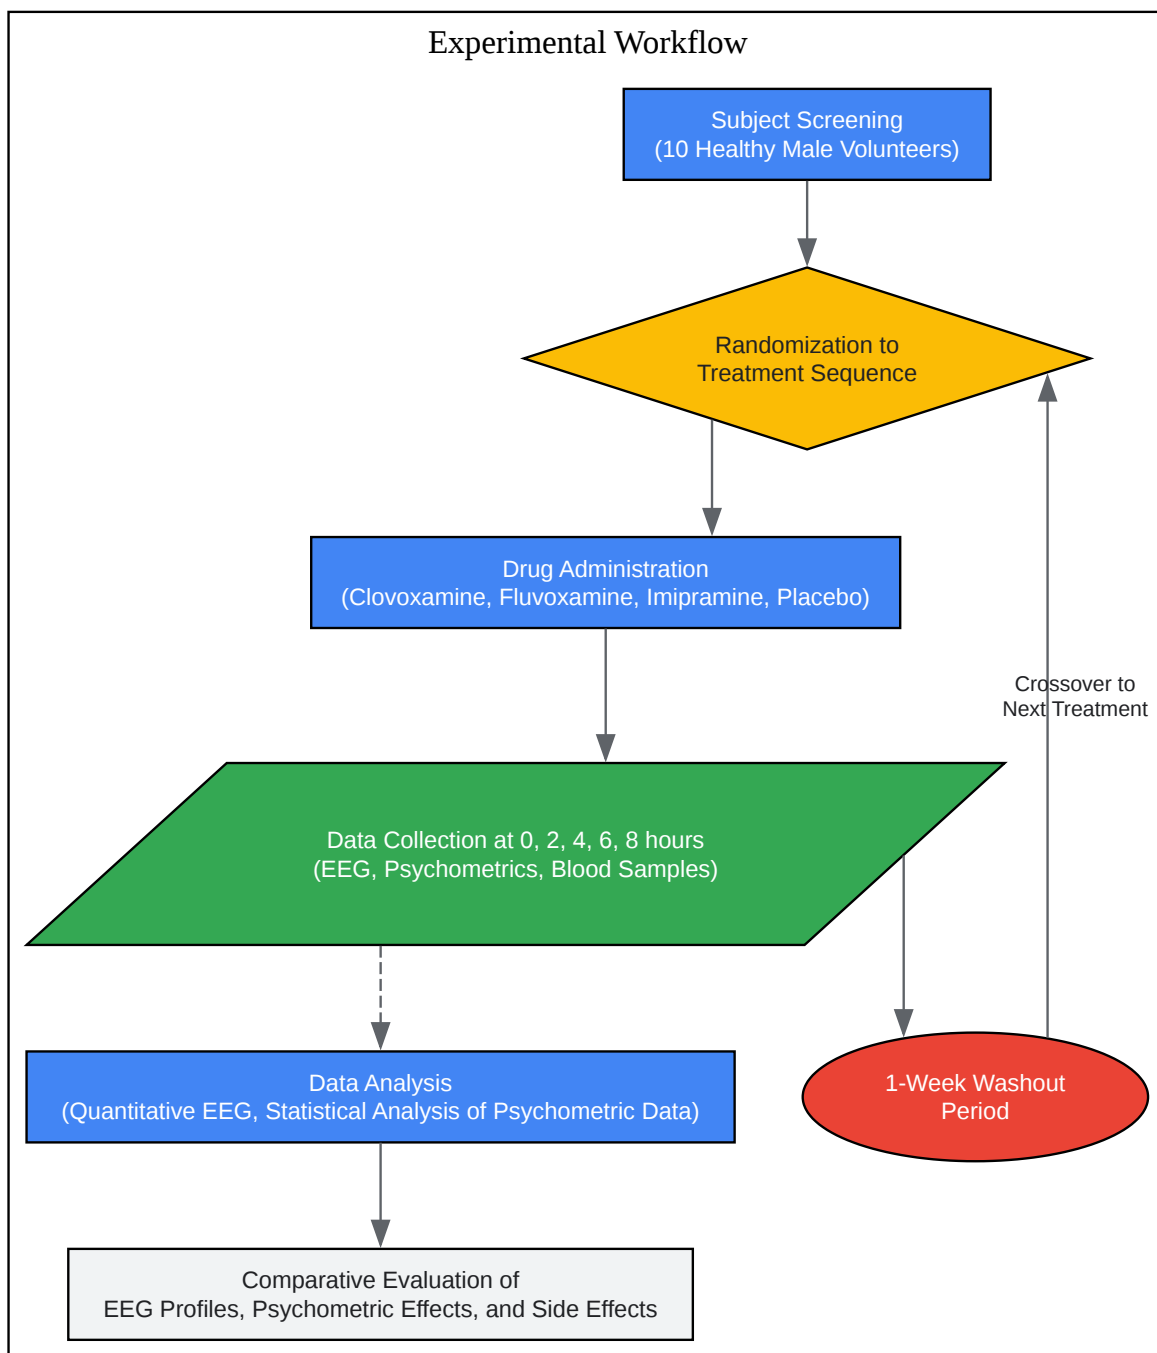 Experimental Workflow
Subject Screening
(10 Healthy Male Volunteers)
Randomization to
Treatment Sequence
Drug Administration
(Clovoxamine, Fluvoxamine, Imipramine, Placebo)
Crossover to
Next Treatment
Data Collection at 0, 2, 4, 6, 8 hours
(EEG, Psychometrics, Blood Samples)
Data Analysis
(Quantitative EEG, Statistical Analysis of Psychometric Data)
1-Week Washout
Period
Comparative Evaluation of
EEG Profiles, Psychometric Effects, and Side Effects